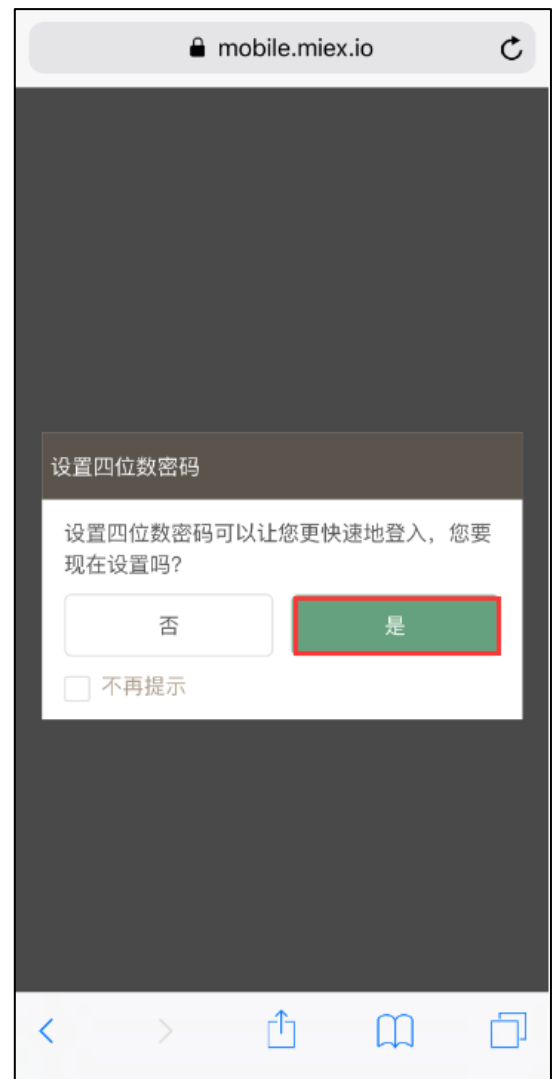 mobile.miex.io
设置四位数密码
设置四位数密码可以让您更快速地登入，您要
现在设置吗?
否
是
不再提示